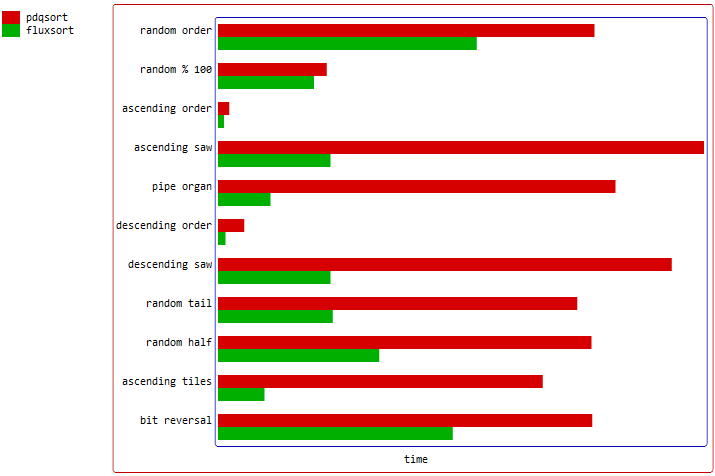 pdqsort
fluxsort
random order
random % 100
ascending order
ascending saw
pipe organ
descending order
descending saw
random tail
random half
ascending tiles
bit reversal
time